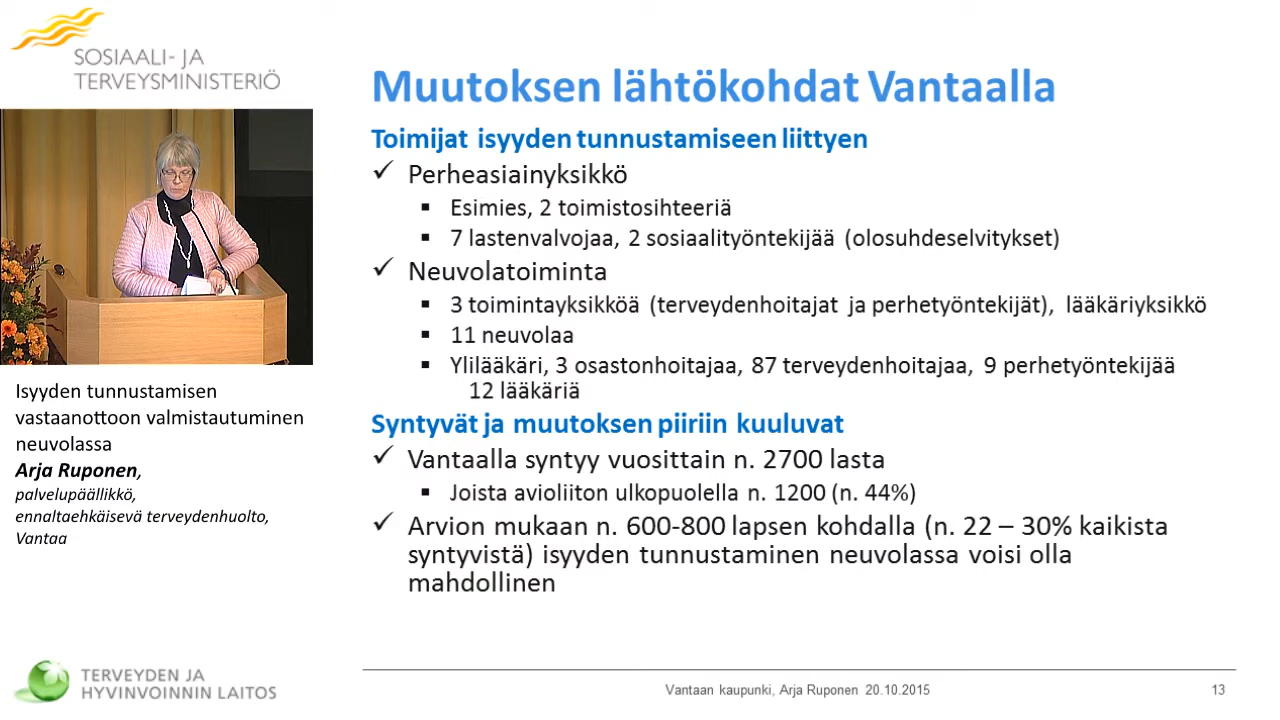 SOSIAALI- JA
TERVEYSMINISTERIÖ
Muutoksen lähtökohdat Vantaalla
Toimijat isyyden tunnustamiseen liittyen
✓ Perheasiainyksikkö
▪ Esimies, 2 toimistosihteeriä
▪ 7 lastenvalvojaa, 2 sosiaalityöntekijää (olosuhdeselvitykset)
✓ Neuvolatoiminta
▪ 3 toimintayksikköä (terveydenhoitajat ja perhetyöntekijät), lääkäriyksikkö
▪ 11 neuvolaa
▪ Ylilääkäri, 3 osastonhoitajaa, 87 terveydenhoitajaa, 9 perhetyöntekijää
12 lääkäriä
Syntyvät ja muutoksen piiriin kuuluvat
✓ Vantaalla syntyy vuosittain n. 2700 lasta
▪ Joista avioliiton ulkopuolella n. 1200 (n. 44%)
✓ Arvion mukaan n. 600-800 lapsen kohdalla (n. 22 – 30% kaikista
syntyvistä) isyyden tunnustaminen neuvolassa voisi olla
mahdollinen
Isyyden tunnustamisen
vastaanottoon valmistautuminen
neuvolassa
Arja Ruponen,
palvelupäällikkö,
ennaltaehkäisevä terveydenhuolto,
Vantaa
TERVEYDEN JA
HYVINVOINNIN LAITOS
Vantaan kaupunki, Arja Ruponen 20.10.2015
13